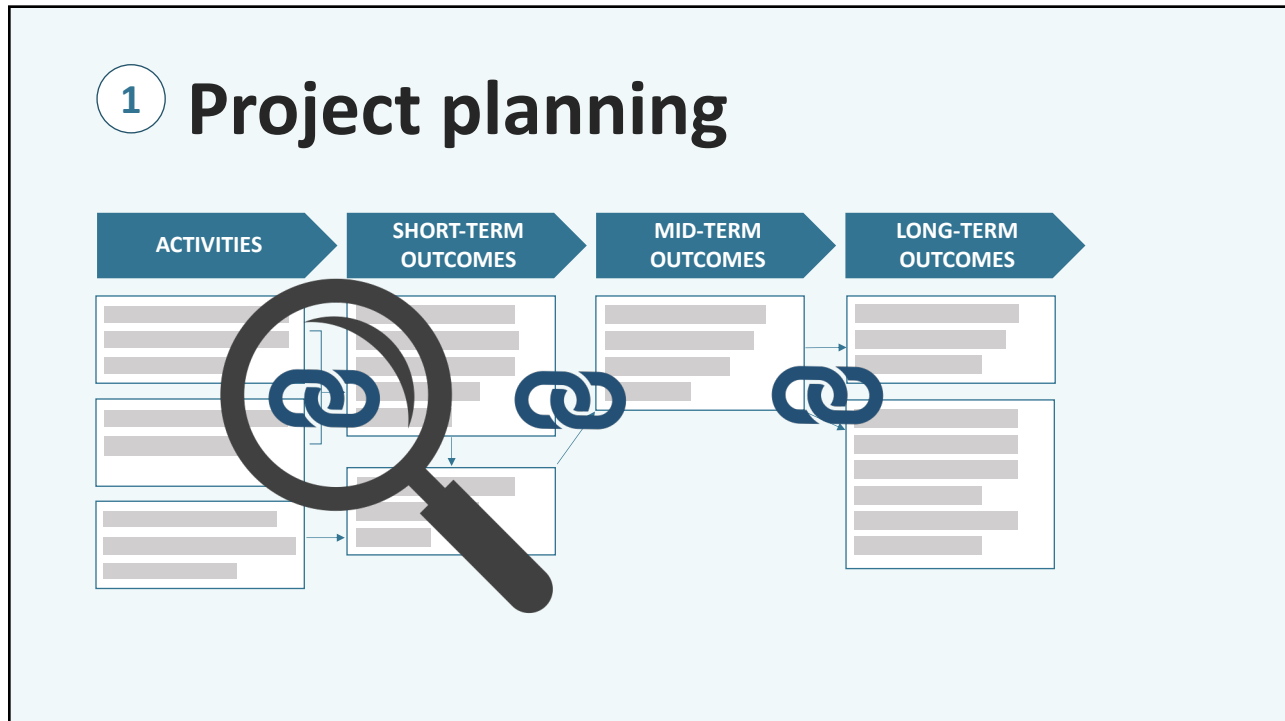 1 Project planning
ACTIVITIES
SHORT-TERM
OUTCOMES
MID-TERM
OUTCOMES
LONG-TERM
OUTCOMES